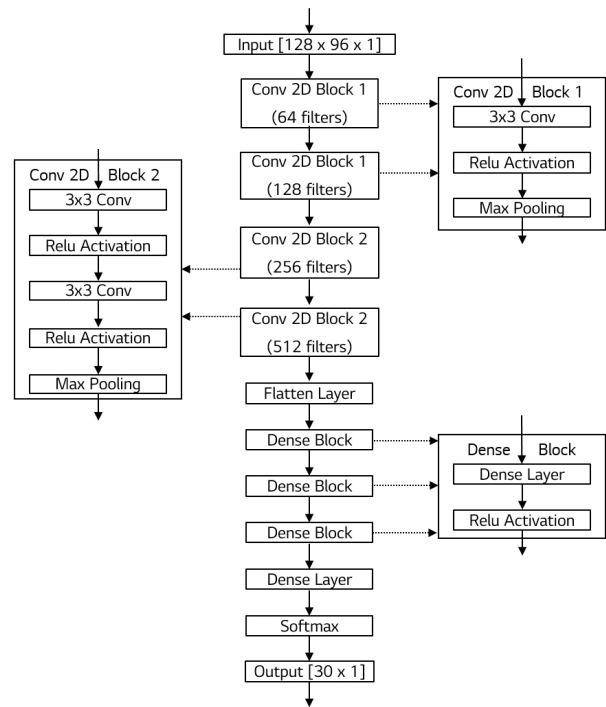 Input [128 x 96 x 1]
Conv 2D Block 1
(64 filters)
Conv 2D Block 1
(128 filters)
Conv 2D Block 2
(256 filters)
Conv 2D Block 2
(512 filters)
Flatten Layer
Dense Block
Dense Block
Dense Block
Dense Layer
Softmax
Output [30 x 1]
Conv 2D Block 1
3x3 Conv
Relu Activation
Max Pooling
Conv 2D Block 2
3x3 Conv
Relu Activation
3x3 Conv
Relu Activation
Max Pooling
Dense Block
Dense Layer
Relu Activation